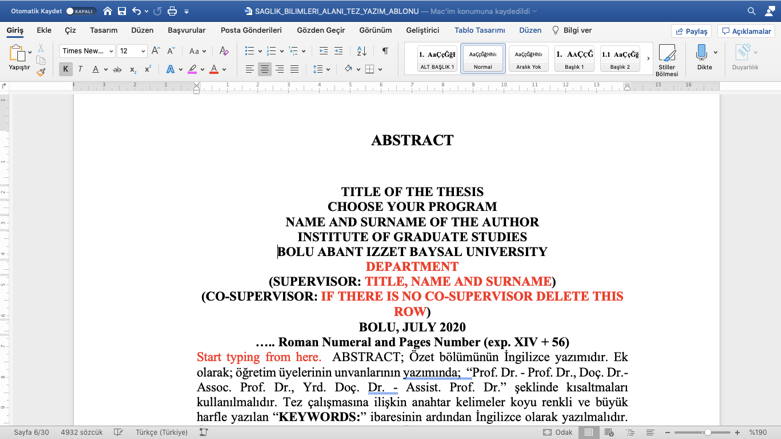 Otomatik Kaydet KAPALI SAGLIK_BILIMLERI_ALANI_TEZ_YAZIM_ABLONU — Mac'im konumuna kaydedildi
Giriş Ekle Çiz Tasarım Düzen Başvurular Posta Gönderileri Gözden Geçir Görünüm Geliştirici Tablo Tasarımı Düzen Bilgi ver Paylaş Açıklamalar
Yapıştır Times New... 12 Stiller Bölmesi Dikte Duyarlılık
1. AaÇçĞğI AaÇçĞğHhIı AaÇçĞğHhIı 1. AaÇÇĞ 1.1 AaÇçĞğ
ALT BAŞLIK 1 Normal Aralık Yok Başlık 1 Başlık 2
ABSTRACT
TITLE OF THE THESIS
CHOOSE YOUR PROGRAM
NAME AND SURNAME OF THE AUTHOR
INSTITUTE OF GRADUATE STUDIES
BOLU ABANT IZZET BAYSAL UNIVERSITY
DEPARTMENT
(SUPERVISOR: TITLE, NAME AND SURNAME)
(CO-SUPERVISOR: IF THERE IS NO CO-SUPERVISOR DELETE THIS
ROW)
BOLU, JULY 2020
….. Roman Numeral and Pages Number (exp. XIV + 56)
Start typing from here. ABSTRACT; Özet bölümünün İngilizce yazımıdır. Ek
olarak; öğretim üyelerinin unvanlarının yazımında; “Prof. Dr. - Prof. Dr., Doç. Dr.-
Assoc. Prof. Dr., Yrd. Doç. Dr. - Assist. Prof. Dr.” şeklinde kısaltmaları
kullanılmalıdır. Tez çalışmasına ilişkin anahtar kelimeler koyu renkli ve büyük
harfle yazılan “KEYWORDS:” ibaresinin ardından İngilizce olarak yazılmalıdır.
Sayfa 6/30 4932 sözcük Türkçe (Türkiye) Odak %190